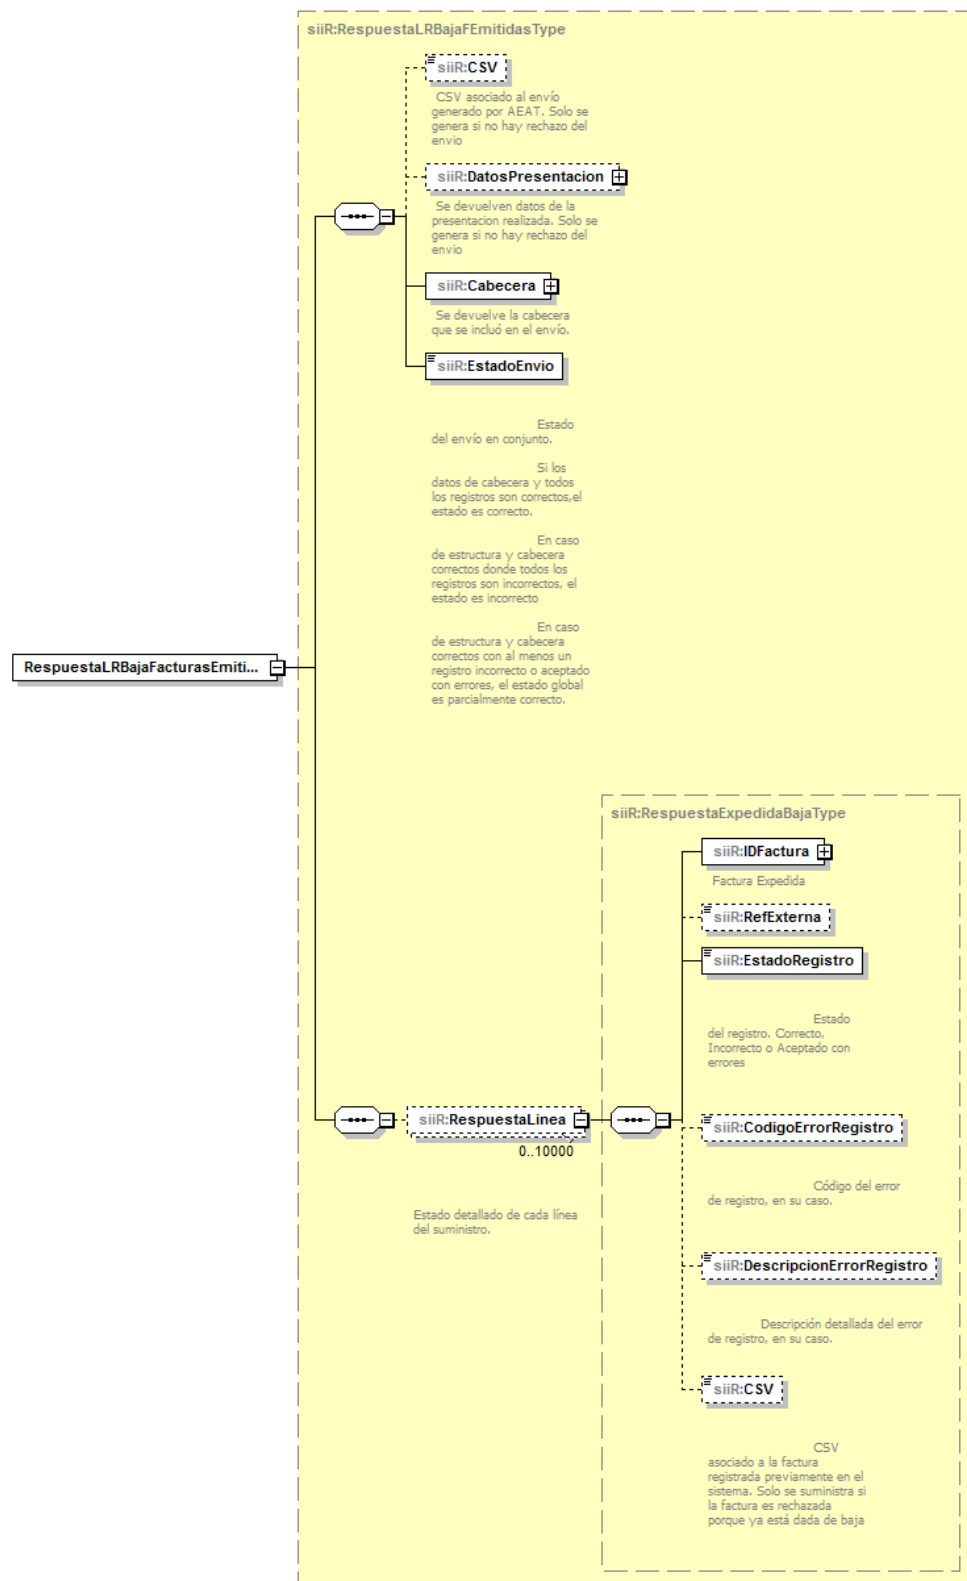 siiR:RespuestaLRBajaFEmitidasType
siiR:CSV
CSV asociado al envío
generado por AEAT. Solo se
genera si no hay rechazo del
envio
siiR:DatosPresentacion
Se devuelven datos de la
presentacion realizada. Solo se
genera si no hay rechazo del
envio
siiR:Cabecera
Se devuelve la cabecera
que se incluó en el envío.
siiR:EstadoEnvio
Estado
del envío en conjunto.
Si los
datos de cabecera y todos
los registros son correctos,el
estado es correcto.
En caso
de estructura y cabecera
correctos donde todos los
registros son incorrectos, el
estado es incorrecto
En caso
de estructura y cabecera
correctos con al menos un
registro incorrecto o aceptado
con errores, el estado global
es parcialmente correcto.
RespuestaLRBajaFacturasEmiti...
siiR:RespuestaExpedidaBajaType
siiR:IDFactura
Factura Expedida
siiR:RefExterna
siiR:EstadoRegistro
Estado
del registro. Correcto,
Incorrecto o Aceptado con
errores
siiR:RespuestaLinea
0..10000
Estado detallado de cada línea
del suministro.
siiR:CodigoErrorRegistro
Código del error
de registro, en su caso.
siiR:DescripcionErrorRegistro
Descripción detallada del error
de registro, en su caso.
siiR:CSV
CSV
asociado a la factura
registrada previamente en el
sistema. Solo se suministra si
la factura es rechazada
porque ya está dada de baja